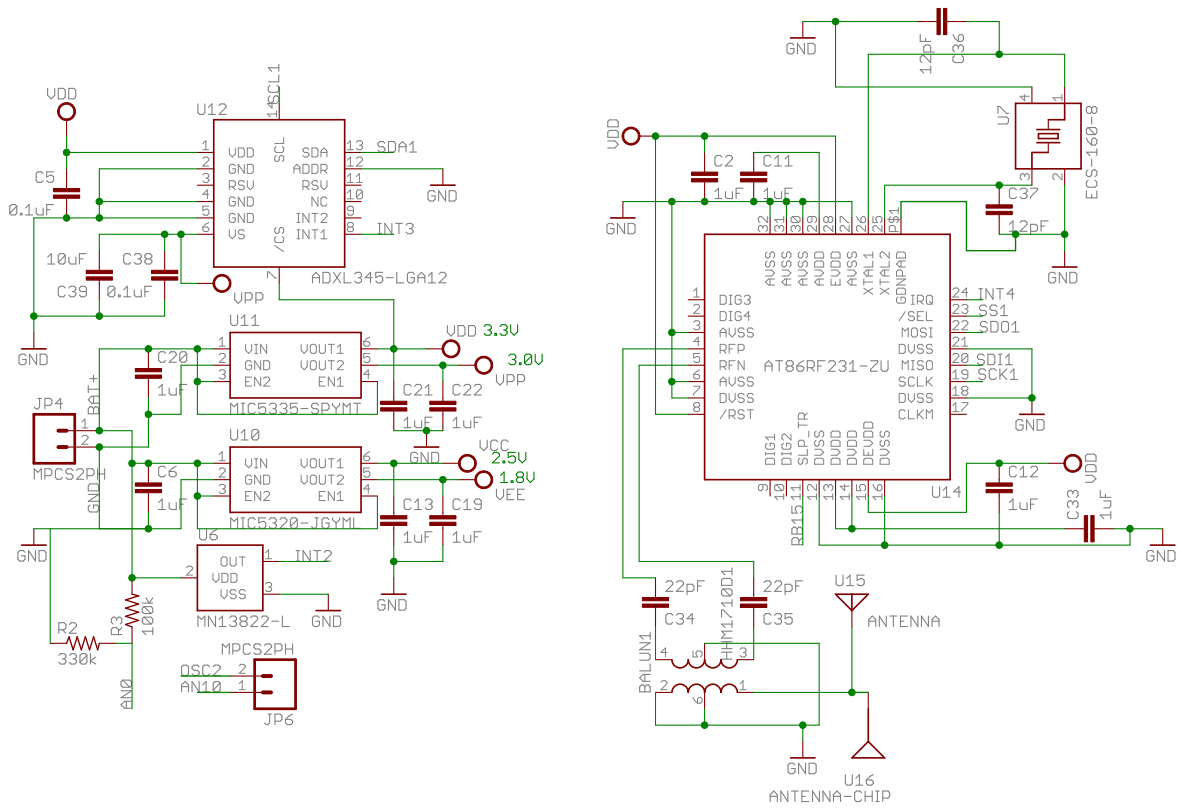 VDD
U12
14
SCL1
1
2
3
4
5
6
VDD
GND
RSV
GND
GND
VS
SCL
/CS
SDA
ADDR
RSV
NC
INT2
INT1
13
12
11
10
9
8
7
SDA1
INT3
GND
C5
0.1uF
10uF
C39
C38
0.1uF
ADXL345-LGA12
VPP
GND
U11
1
2
3
VIN
GND
EN2
VOUT1
VOUT2
EN1
6
5
4
MIC5335-SPYMT
VDD
3.3V
3.0V
VPP
C20
1uF
C21
1uF
C22
1uF
GND
JP4
1
2
MPCS2PH
BAT+
GND
U10
1
2
3
VIN
GND
EN2
VOUT1
VOUT2
EN1
6
5
4
MIC5320-JGYML
VCC
2.5V
1.8V
VEE
C6
1uF
C13
1uF
C19
1uF
GND
GND
U6
OUT
VDD
VSS
1
2
3
INT2
MN13822-L
GND
R2
330k
R3
100k
AN0
MPCS2PH
OSC2
AN10
2
1
JP6
GND
12pF
C36
U7
4
1
3
2
ECS-160-8
C37
12pF
GND
VDD
C2
1uF
C11
1uF
GND
32
31
30
29
28
27
26
25
P$1
AVSS
AVSS
AVSS
AVDD
EVDD
AVSS
XTAL1
XTAL2
GDNPAD
1
2
3
4
5
6
7
8
DIG3
DIG4
AVSS
RFP
RFN
AVSS
DVSS
/RST
AT86RF231-ZU
IRQ
/SEL
MOSI
DVSS
MISO
SCLK
DVSS
CLKM
24
23
22
21
20
19
18
17
INT4
SS1
SDO1
SDI1
SCK1
GND
DIG1
DIG2
SLP_TR
DVSS
DVDD
DVDD
DEVDD
DVSS
9
10
11
12
13
14
15
16
U14
RB15
C12
1uF
VDD
C33
1uF
GND
22pF
C34
22pF
C35
HHM1710D1
BALUN1
4
5
3
2
6
1
GND
U15
ANTENNA
U16
ANTENNA-CHIP